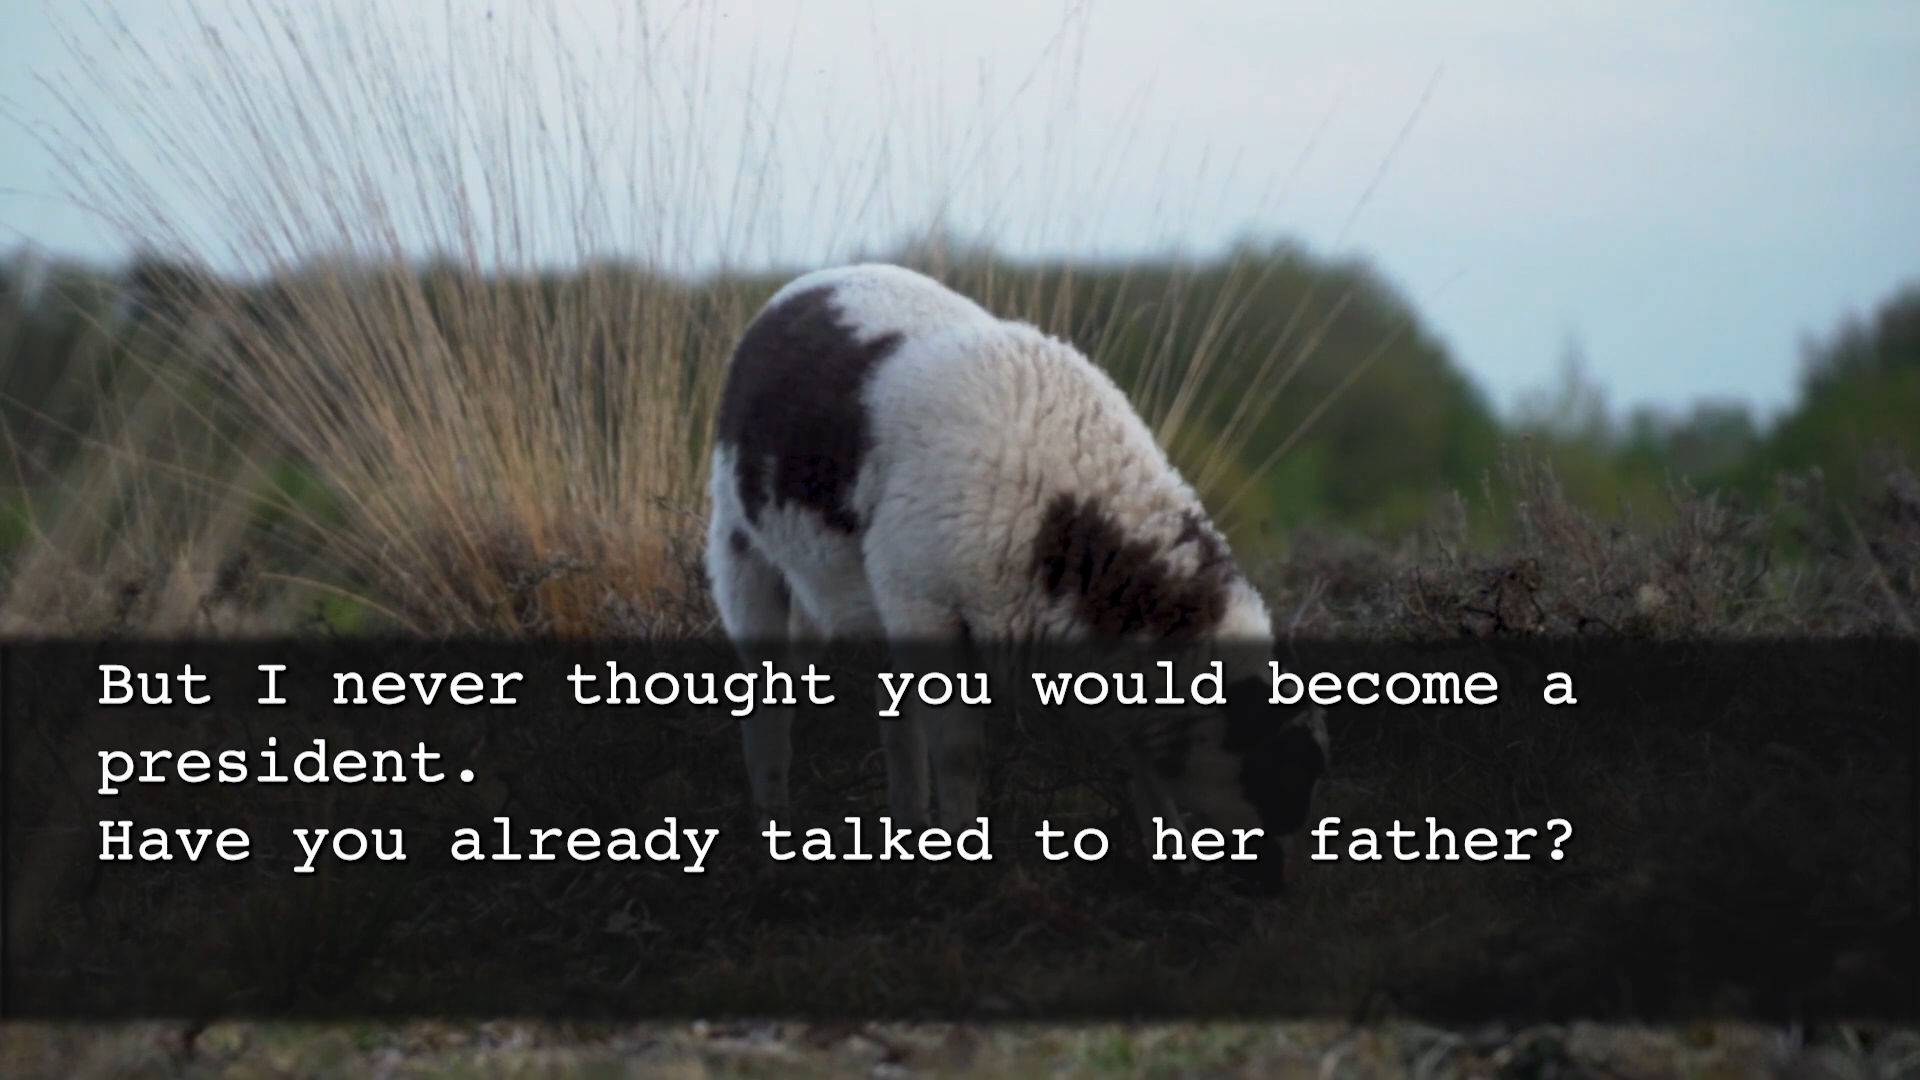 But I never thought you would become a
president.
Have you already talked to her father?